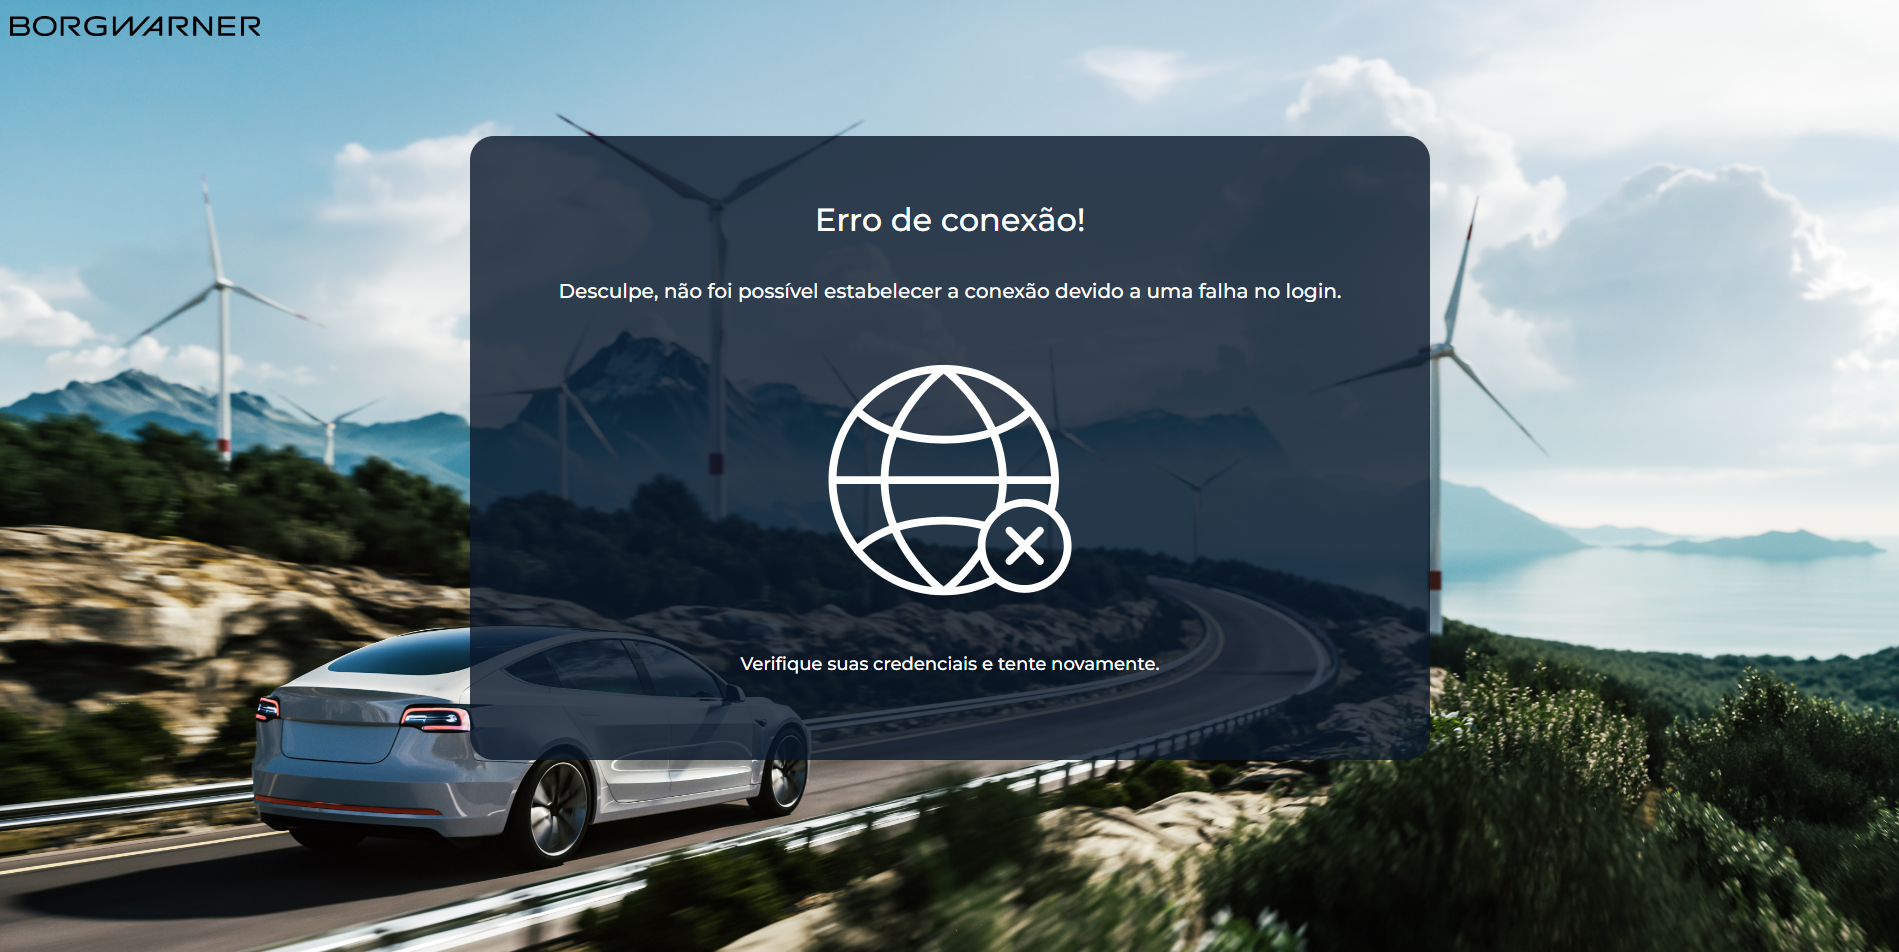 BORGWARNER
Erro de conexão!
Desculpe, não foi possível estabelecer a conexão devido a uma falha no login.
Verifique suas credenciais e tente novamente.